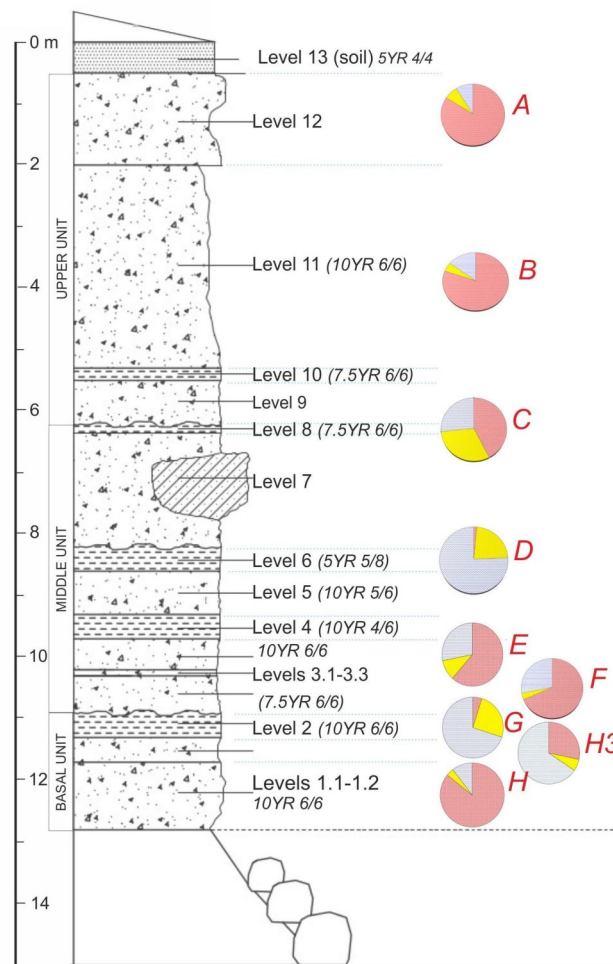 0 m
Level 13 (soil) 5YR 4/4
A
Level 12
2
UPPER UNIT
B
Level 11 (10YR 6/6)
4
Level 10 (7.5YR 6/6)
Level 9
C
6
Level 8 (7.5YR 6/6)
Level 7
8
MIDDLE UNIT
D
Level 6 (5YR 5/8)
Level 5 (10YR 5/6)
Level 4 (10YR 4/6)
E
10YR 6/6
10
Levels 3.1-3.3
F
(7.5YR 6/6)
G
Level 2 (10YR 6/6)
BASAL UNIT
H3
12
Levels 1.1-1.2
H
10YR 6/6
14